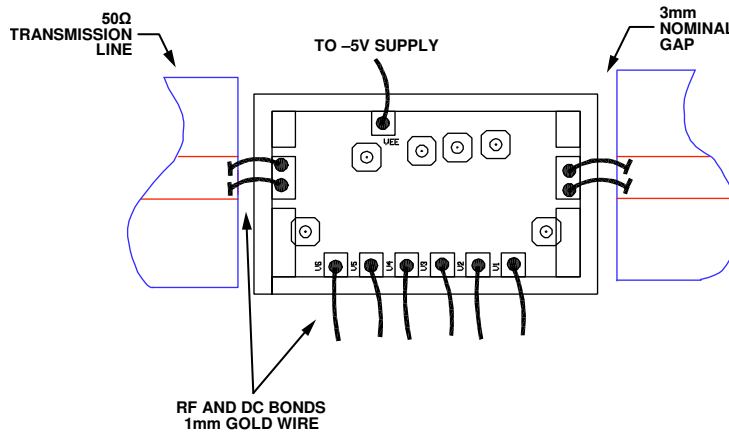 50Ω
TRANSMISSION
LINE
TO –5V SUPPLY
3mm
NOMINAL
GAP
VEE
V6
V5
V4
V3
V2
V1
RF AND DC BONDS
1mm GOLD WIRE